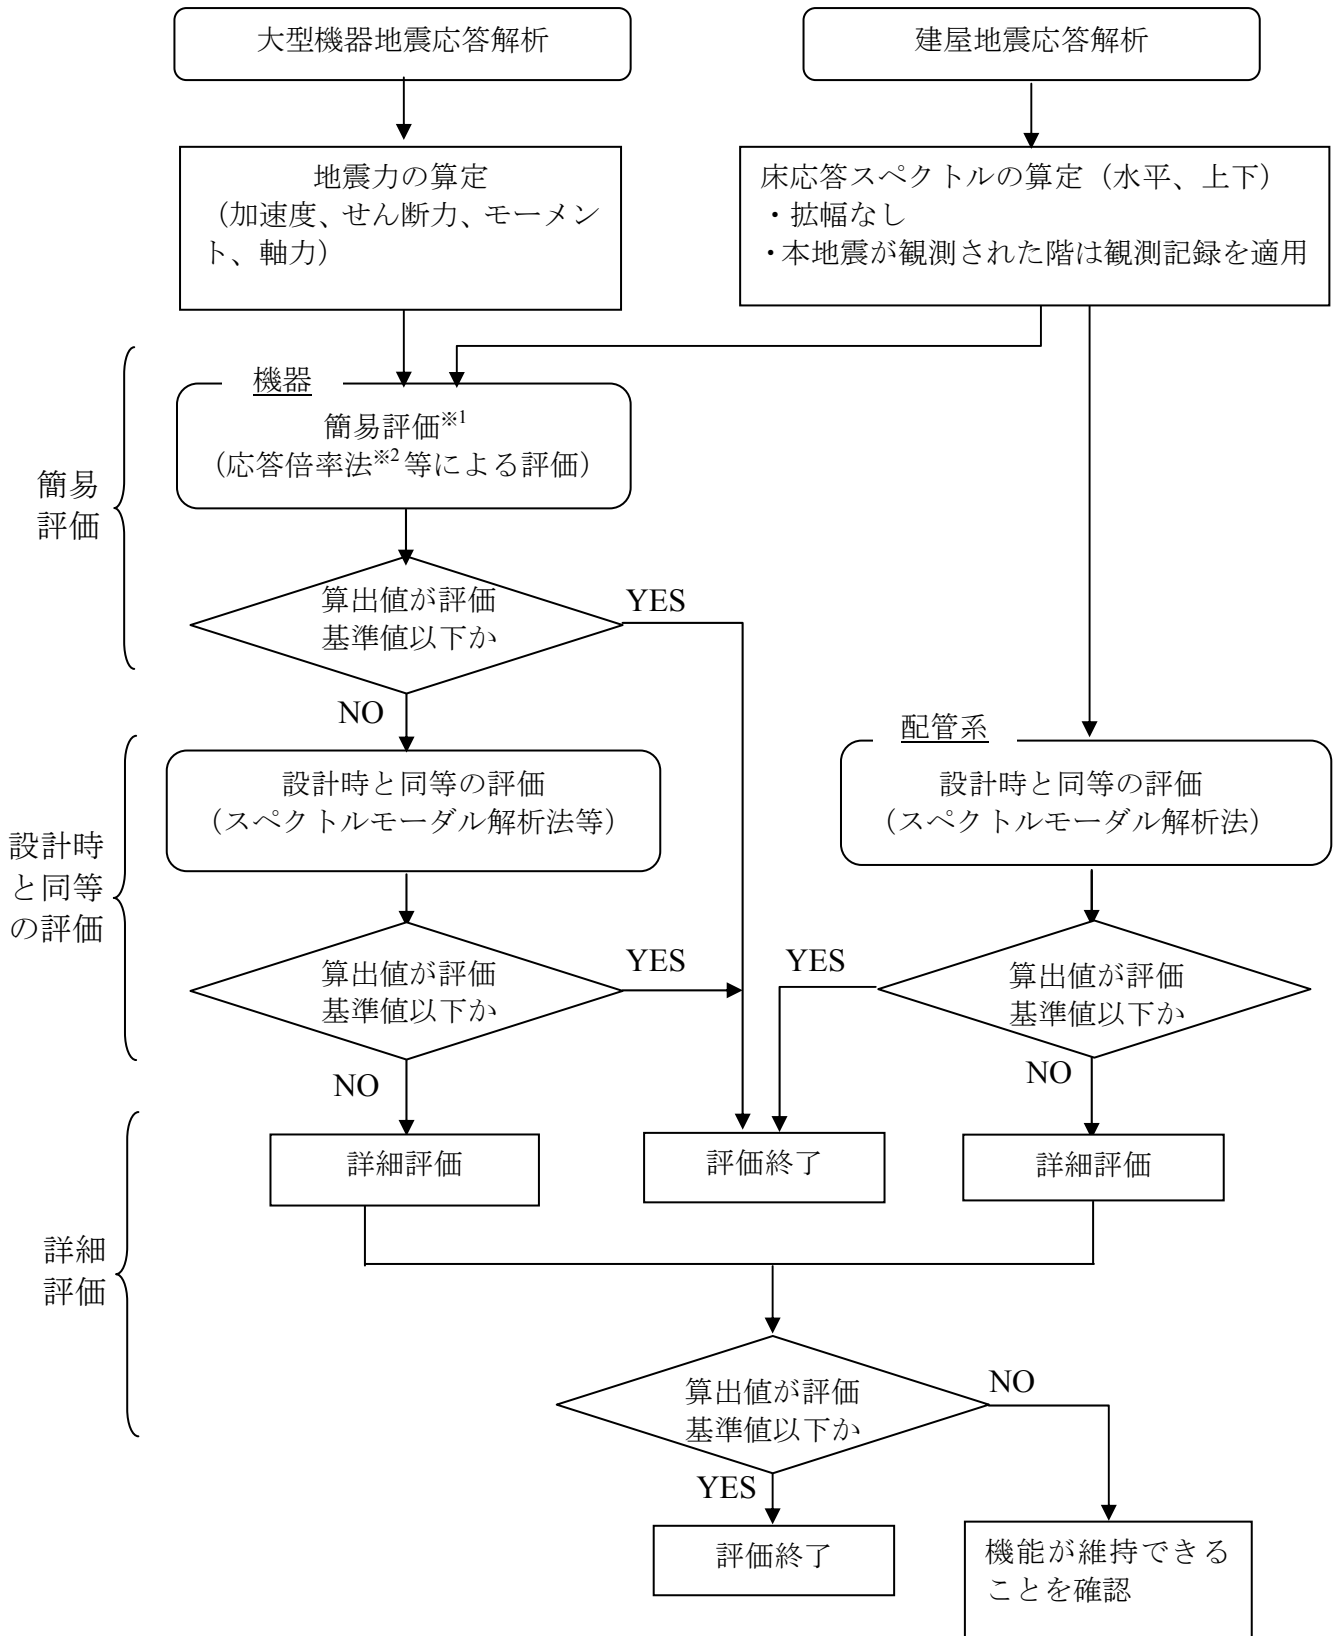 大型機器地震応答解析
建屋地震応答解析
地震力の算定
（加速度、せん断力、モーメン
ト、軸力）
床応答スペクトルの算定（水平、上下）
・拡幅なし
・本地震が観測された階は観測記録を適用
機器
簡易評価※1
（応答倍率法※2等による評価）
簡易
評価
算出値が評価
基準値以下か
YES
NO
配管系
設計時と同等の評価
（スペクトルモーダル解析法等）
設計時と同等の評価
（スペクトルモーダル解析法）
設計時
と同等
の評価
算出値が評価
基準値以下か
YES
YES
算出値が評価
基準値以下か
NO
NO
詳細評価
評価終了
詳細評価
詳細
評価
算出値が評価
基準値以下か
NO
YES
評価終了
機能が維持できる
ことを確認